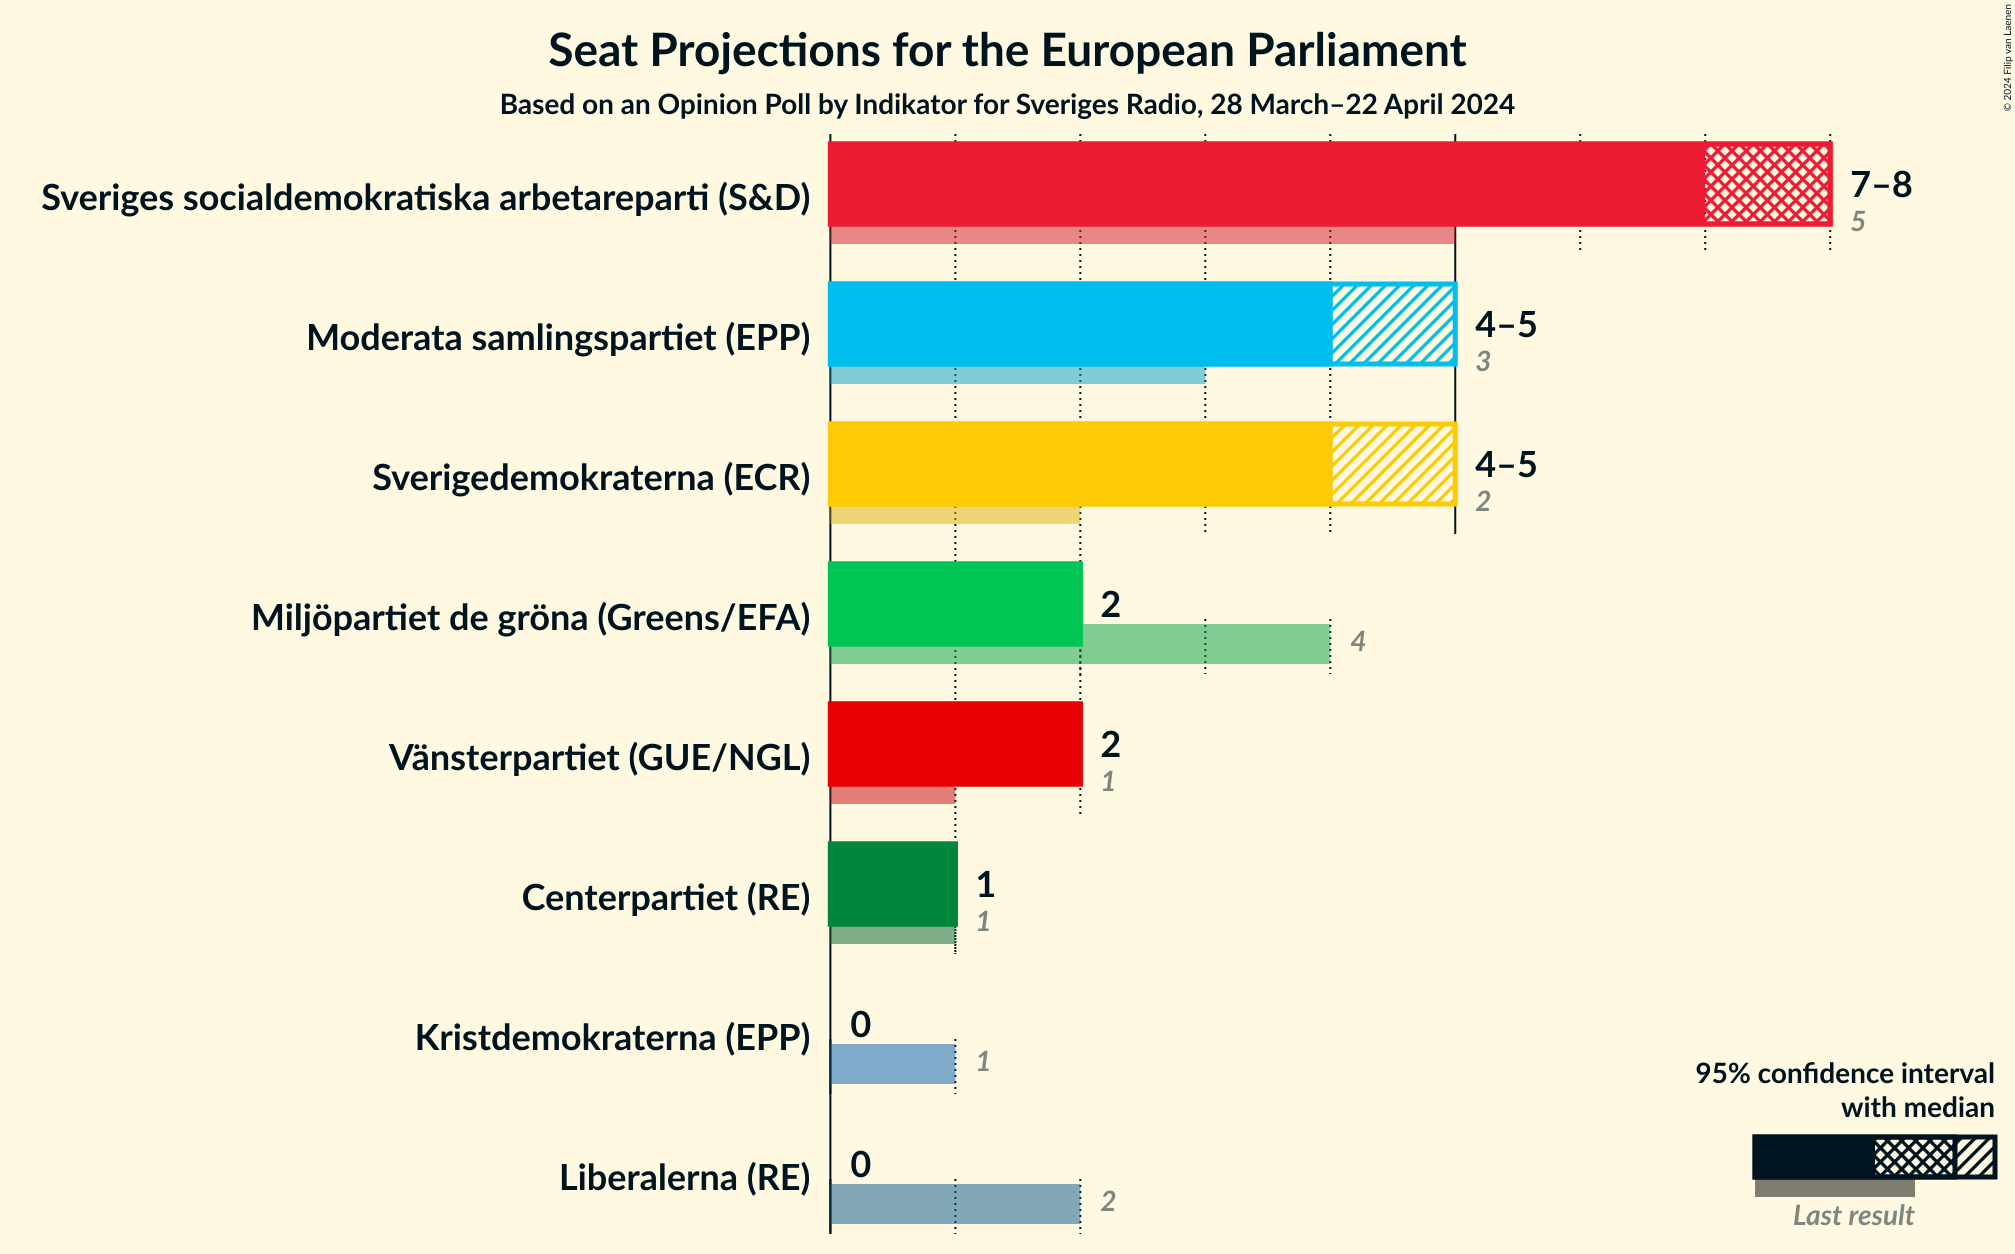 Seat Projections for the European Parliament
Based on an Opinion Poll by Indikator for Sveriges Radio, 28 March–22 April 2024
© 2024 Filip van Laenen
Sveriges socialdemokratiska arbetareparti (S&D)
7–8
5
Moderata samlingspartiet (EPP)
4–5
3
Sverigedemokraterna (ECR)
4–5
2
Miljöpartiet de gröna (Greens/EFA)
2
4
Vänsterpartiet (GUE/NGL)
2
1
Centerpartiet (RE)
1
1
Kristdemokraterna (EPP)
0
1
Liberalerna (RE)
0
2
95% confidence interval
with median
Last result